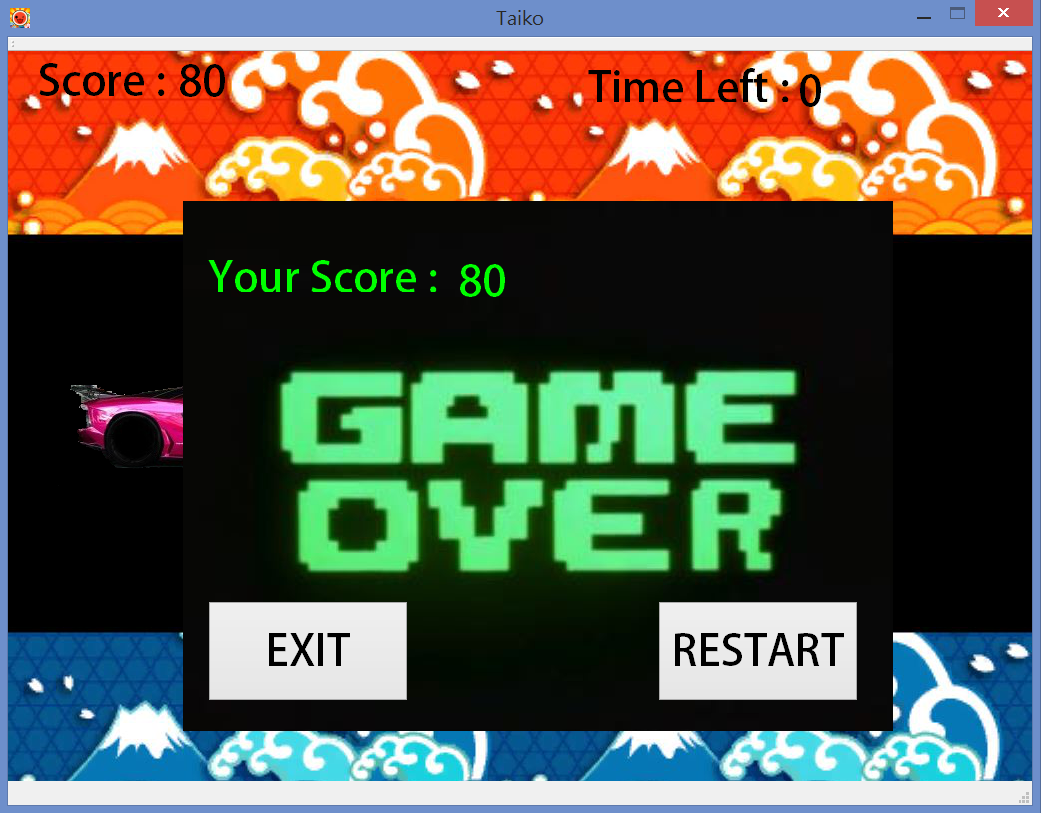 Taiko
Score : 80
Time Left : 0
Your Score : 80
GAME
OVER
EXIT
RESTART